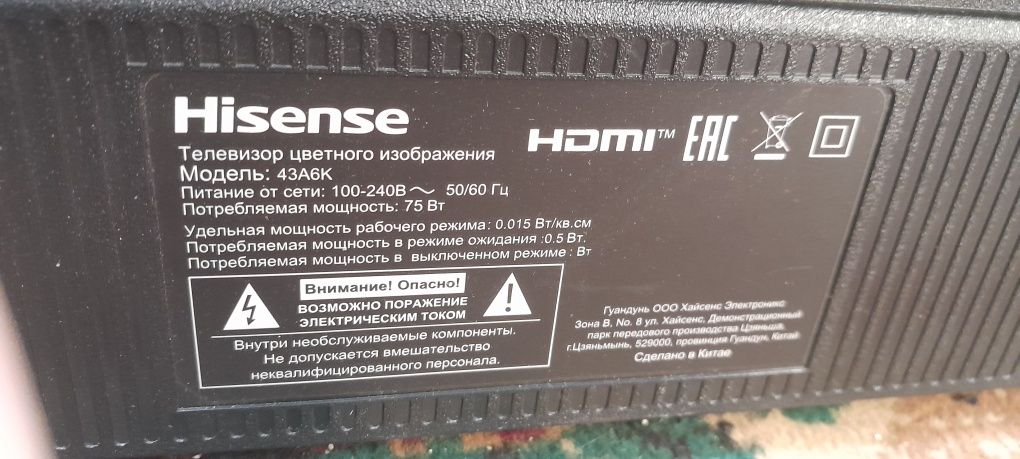 Hisense
HDMI™ EAC
Телевизор цветного изображения
Модель: 43A6K
Питание от сети: 100-240В ~ 50/60 Гц
Потребляемая мощность: 75 Вт
Удельная мощность рабочего режима: 0.015 Вт/кв.см
Потребляемая мощность в режиме ожидания :0.5 Вт.
Потребляемая мощность в выключенном режиме : Вт
Внимание! Опасно!
ВОЗМОЖНО ПОРАЖЕНИЕ
ЭЛЕКТРИЧЕСКИМ ТОКОМ
Внутри необслуживаемые компоненты.
Не допускается вмешательство
неквалифицированного персонала.
Гуандунь ООО Хайсенс Электроникс
Зона В, No. 8 ул. Хайсенс, Демонстрационный
парк передового производства Цзяньша,
г.Цзяньмынь, 529000, провинция Гуандун, Китай
Сделано в Китае